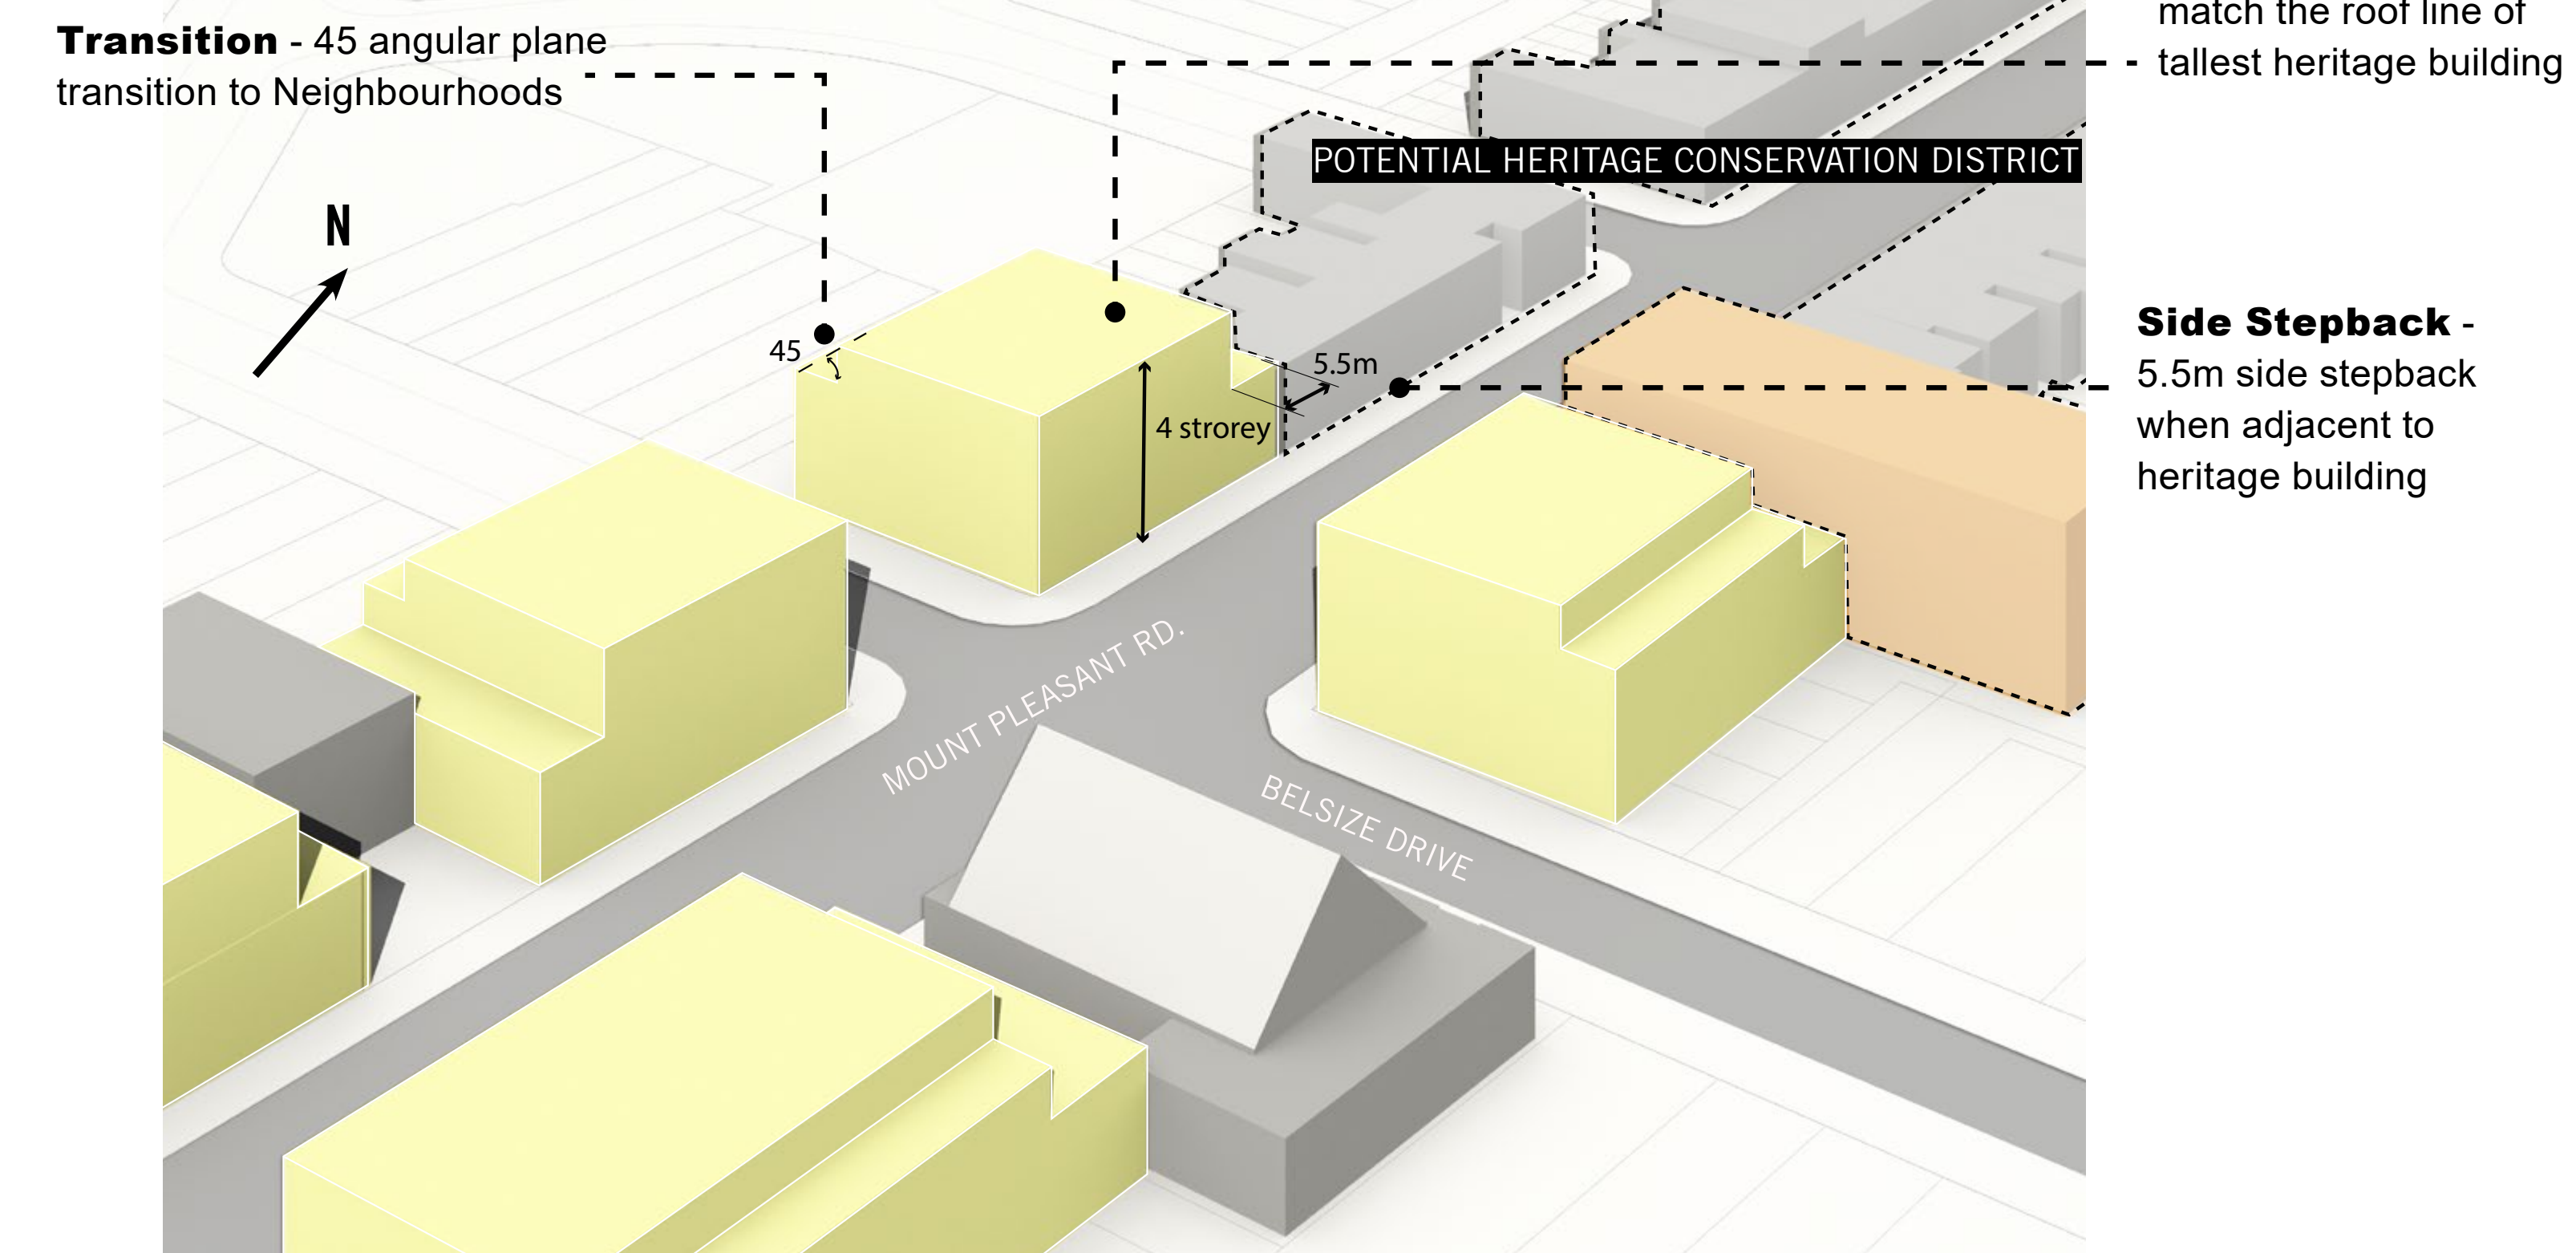 Transition - 45 angular plane
transition to Neighbourhoods
match the roof line of
tallest heritage building
POTENTIAL HERITAGE CONSERVATION DISTRICT
N
Side Stepback -
5.5m side stepback
when adjacent to
heritage building
45
5.5m
4 strorey
MOUNT PLEASANT RD.
BELSIZE DRIVE